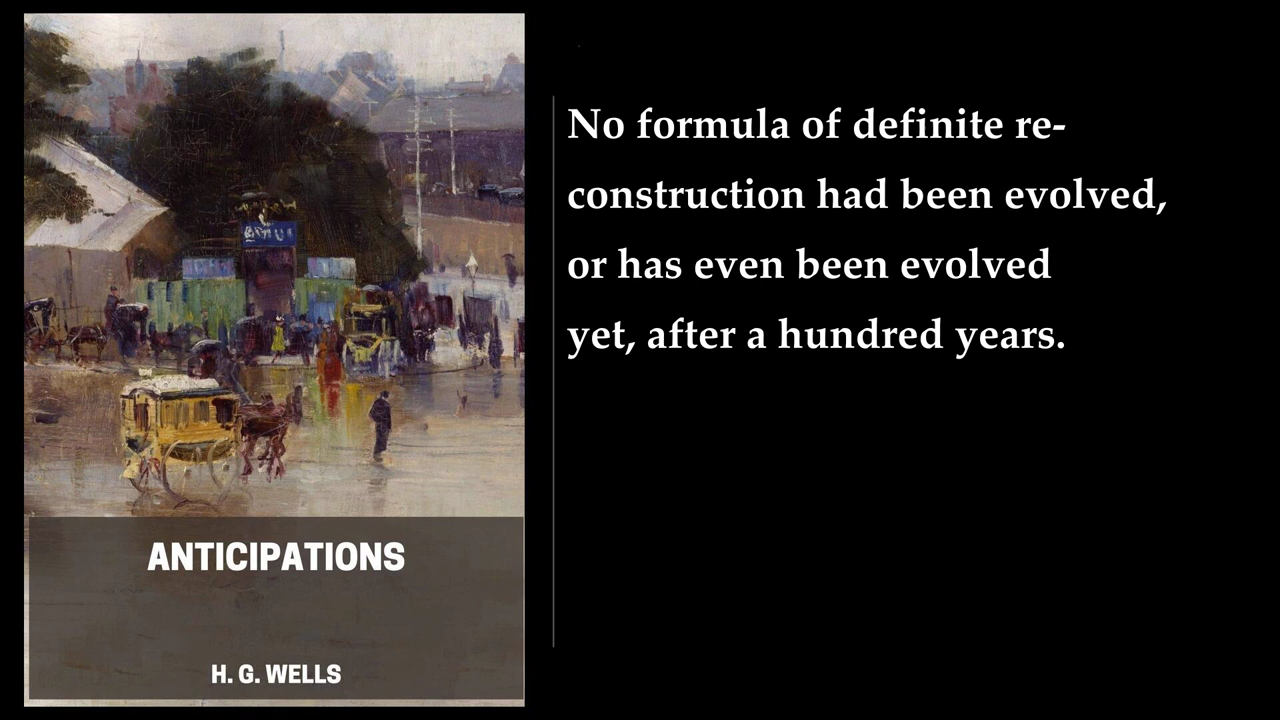 No formula of definite re-
construction had been evolved,
or has even been evolved
yet, after a hundred years.
ANTICIPATIONS
H. G. WELLS